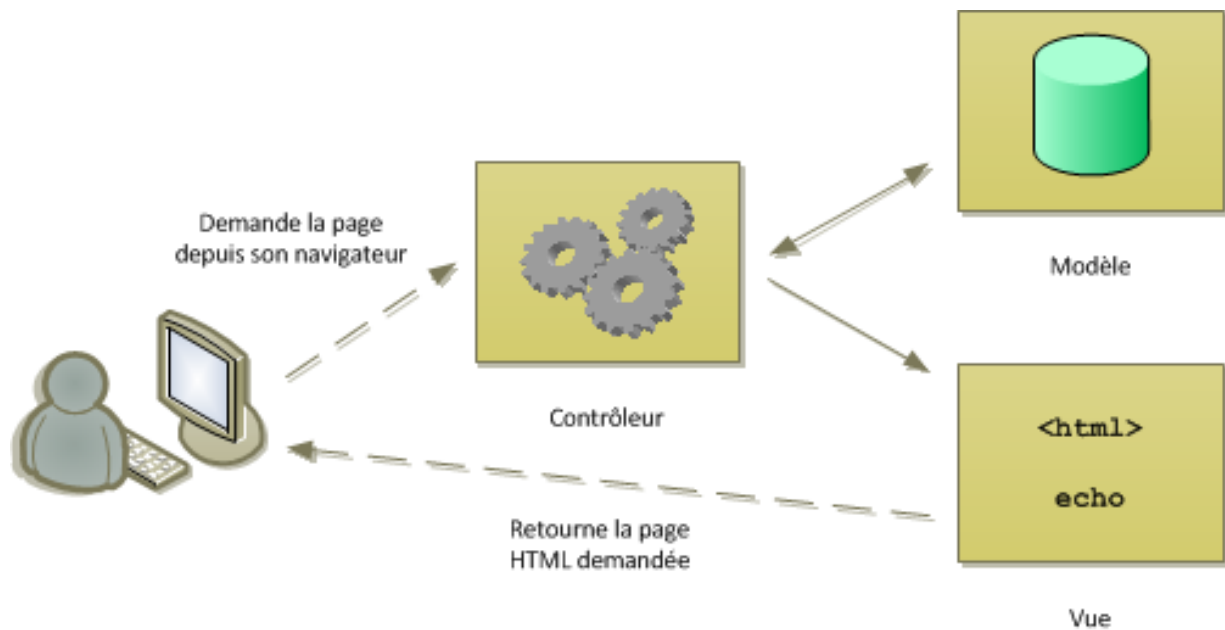 Demande la page
depuis son navigateur
Contrôleur
Modèle
<html>
echo
Retourne la page
HTML demandée
Vue